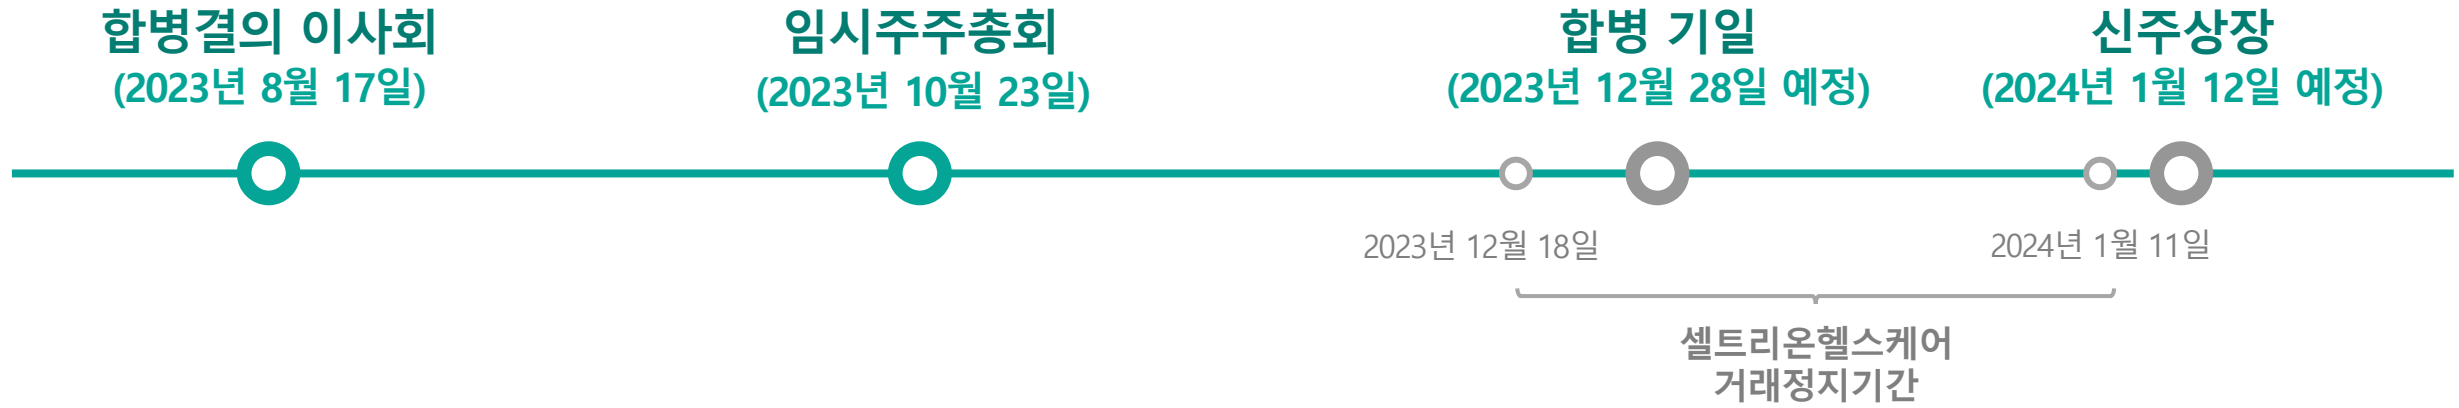 합병결의 이사회
(2023년 8월 17일)
임시주주총회
(2023년 10월 23일)
합병 기일
(2023년 12월 28일 예정)
신주상장
(2024년 1월 12일 예정)
2023년 12월 18일
2024년 1월 11일
셀트리온헬스케어
거래정지기간